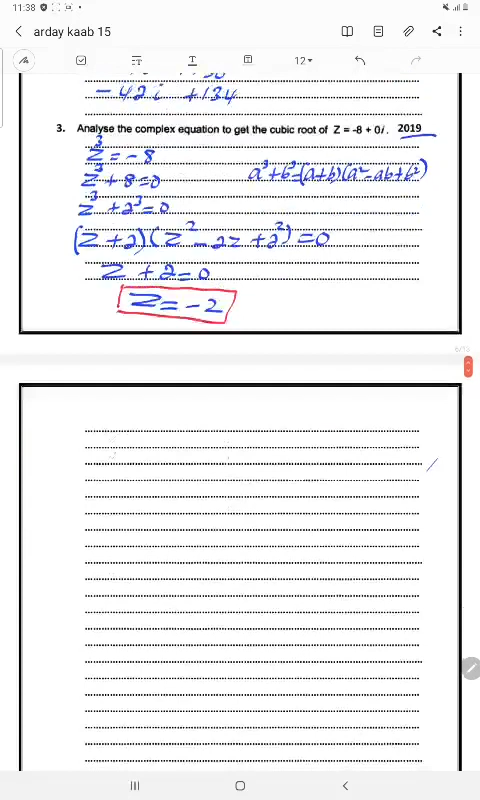 11:38
arday kaab 15
12
- 42i +134
3. Analyse the complex equation to get the cubic root of Z = -8 + 0i. 2019
z³ = -8
z³ + 8 = 0
a³+b³=(a+b)(a²-ab+b²)
z³ + 2³ = 0
(z + 2)(z² - 2z + 2²) = 0
z + 2 = 0
z = -2